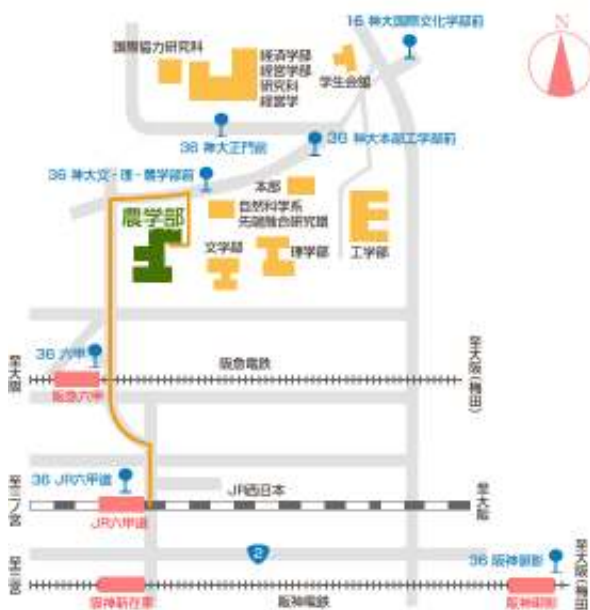 16 神大国際文化学部前
N
国際協力研究科
経済学部
経営学部
研究科
経営学
学生会館
36 神大正門前
36 神大本部工学部前
36 神大文・理・農学部前
本部
農学部
自然科学系
先端融合研究環
文学部
理学部
工学部
36 六甲
阪急電鉄
至大阪
至大阪(梅田)
阪急六甲
36 JR六甲道
JR西日本
至三ノ宮
至大阪
JR六甲道
2
36 阪神御影
至三宮
至大阪(梅田)
阪神新在家
阪神電鉄
阪神御影